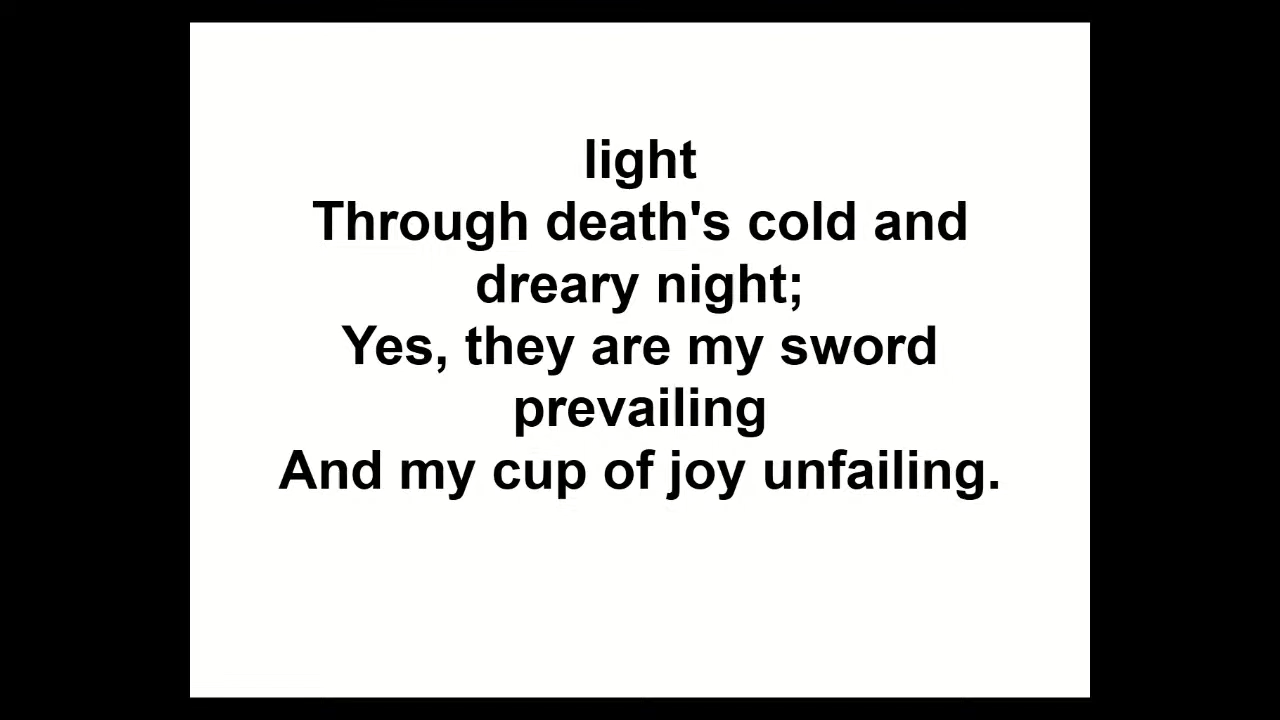 light
Through death's cold and
dreary night;
Yes, they are my sword
prevailing
And my cup of joy unfailing.